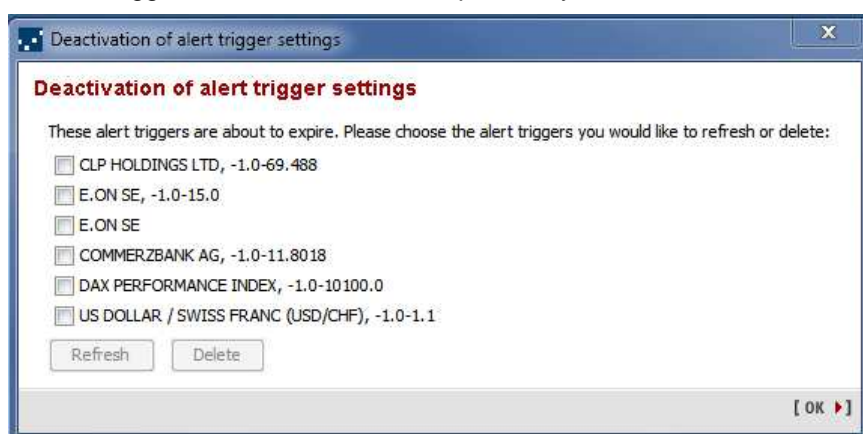 Deactivation of alert trigger settings
X
Deactivation of alert trigger settings
These alert triggers are about to expire. Please choose the alert triggers you would like to refresh or delete:
CLP HOLDINGS LTD, -1.0-69.488
E.ON SE, -1.0-15.0
E.ON SE
COMMERZBANK AG, -1.0-11.8018
DAX PERFORMANCE INDEX, -1.0-10100.0
US DOLLAR / SWISS FRANC (USD/CHF), -1.0-1.1
Refresh Delete
[ OK ]